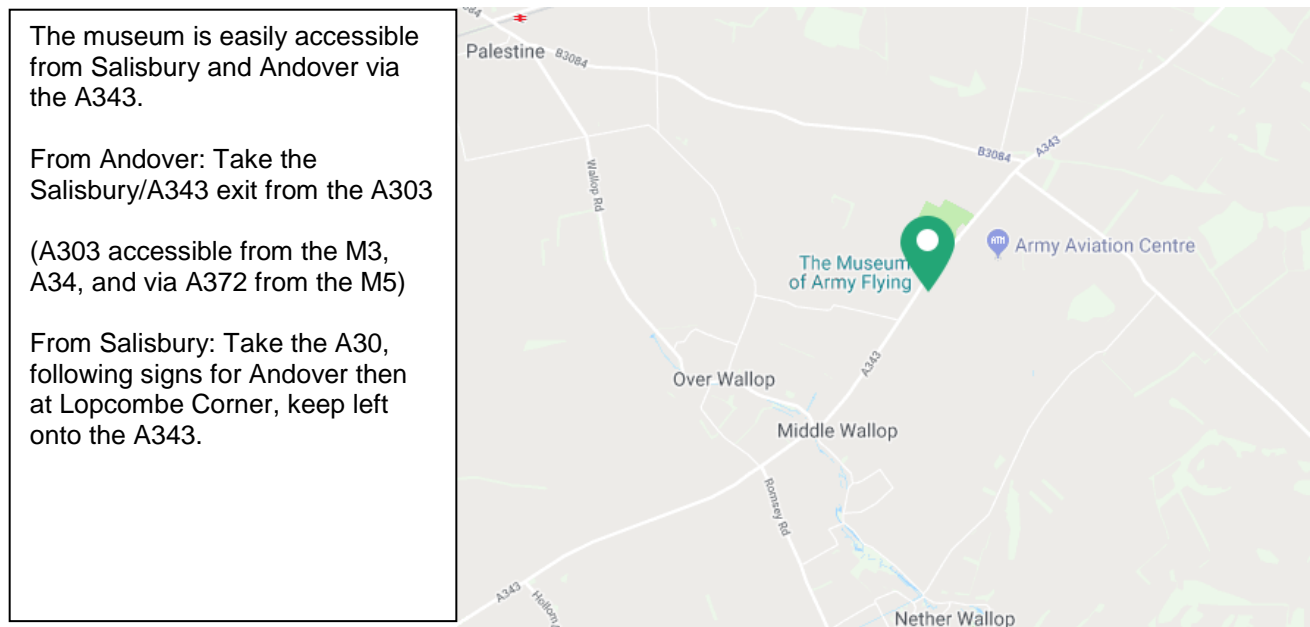 The museum is easily accessible
from Salisbury and Andover via
the A343.
From Andover: Take the
Salisbury/A343 exit from the A303
(A303 accessible from the M3,
A34, and via A372 from the M5)
From Salisbury: Take the A30,
following signs for Andover then
at Lopcombe Corner, keep left
onto the A343.
Palestine
B3084
Wallop Rd
B3084
A343
ATM
Army Aviation Centre
The Museum
of Army Flying
A343
Over Wallop
Middle Wallop
Romsey Rd
A343
Nether Wallop